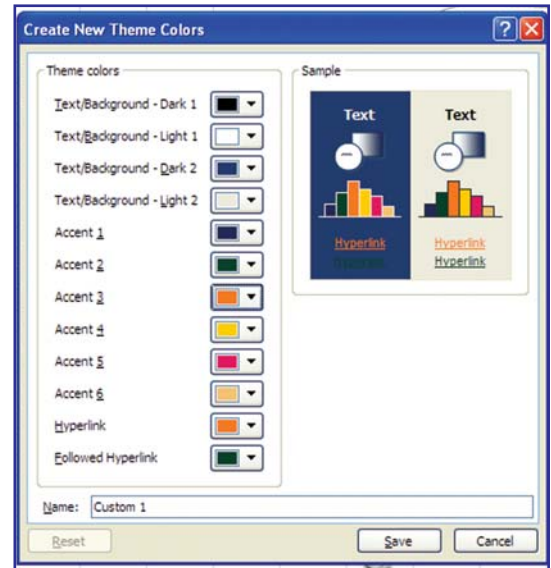 Create New Theme Colors
Theme colors
Text/Background - Dark 1
Text/Background - Light 1
Text/Background - Dark 2
Text/Background - Light 2
Accent 1
Accent 2
Accent 3
Accent 4
Accent 5
Accent 6
Hyperlink
Followed Hyperlink
Sample
Text Text
Hyperlink Hyperlink
Hyperlink Hyperlink
Name: Custom 1
Reset Save Cancel